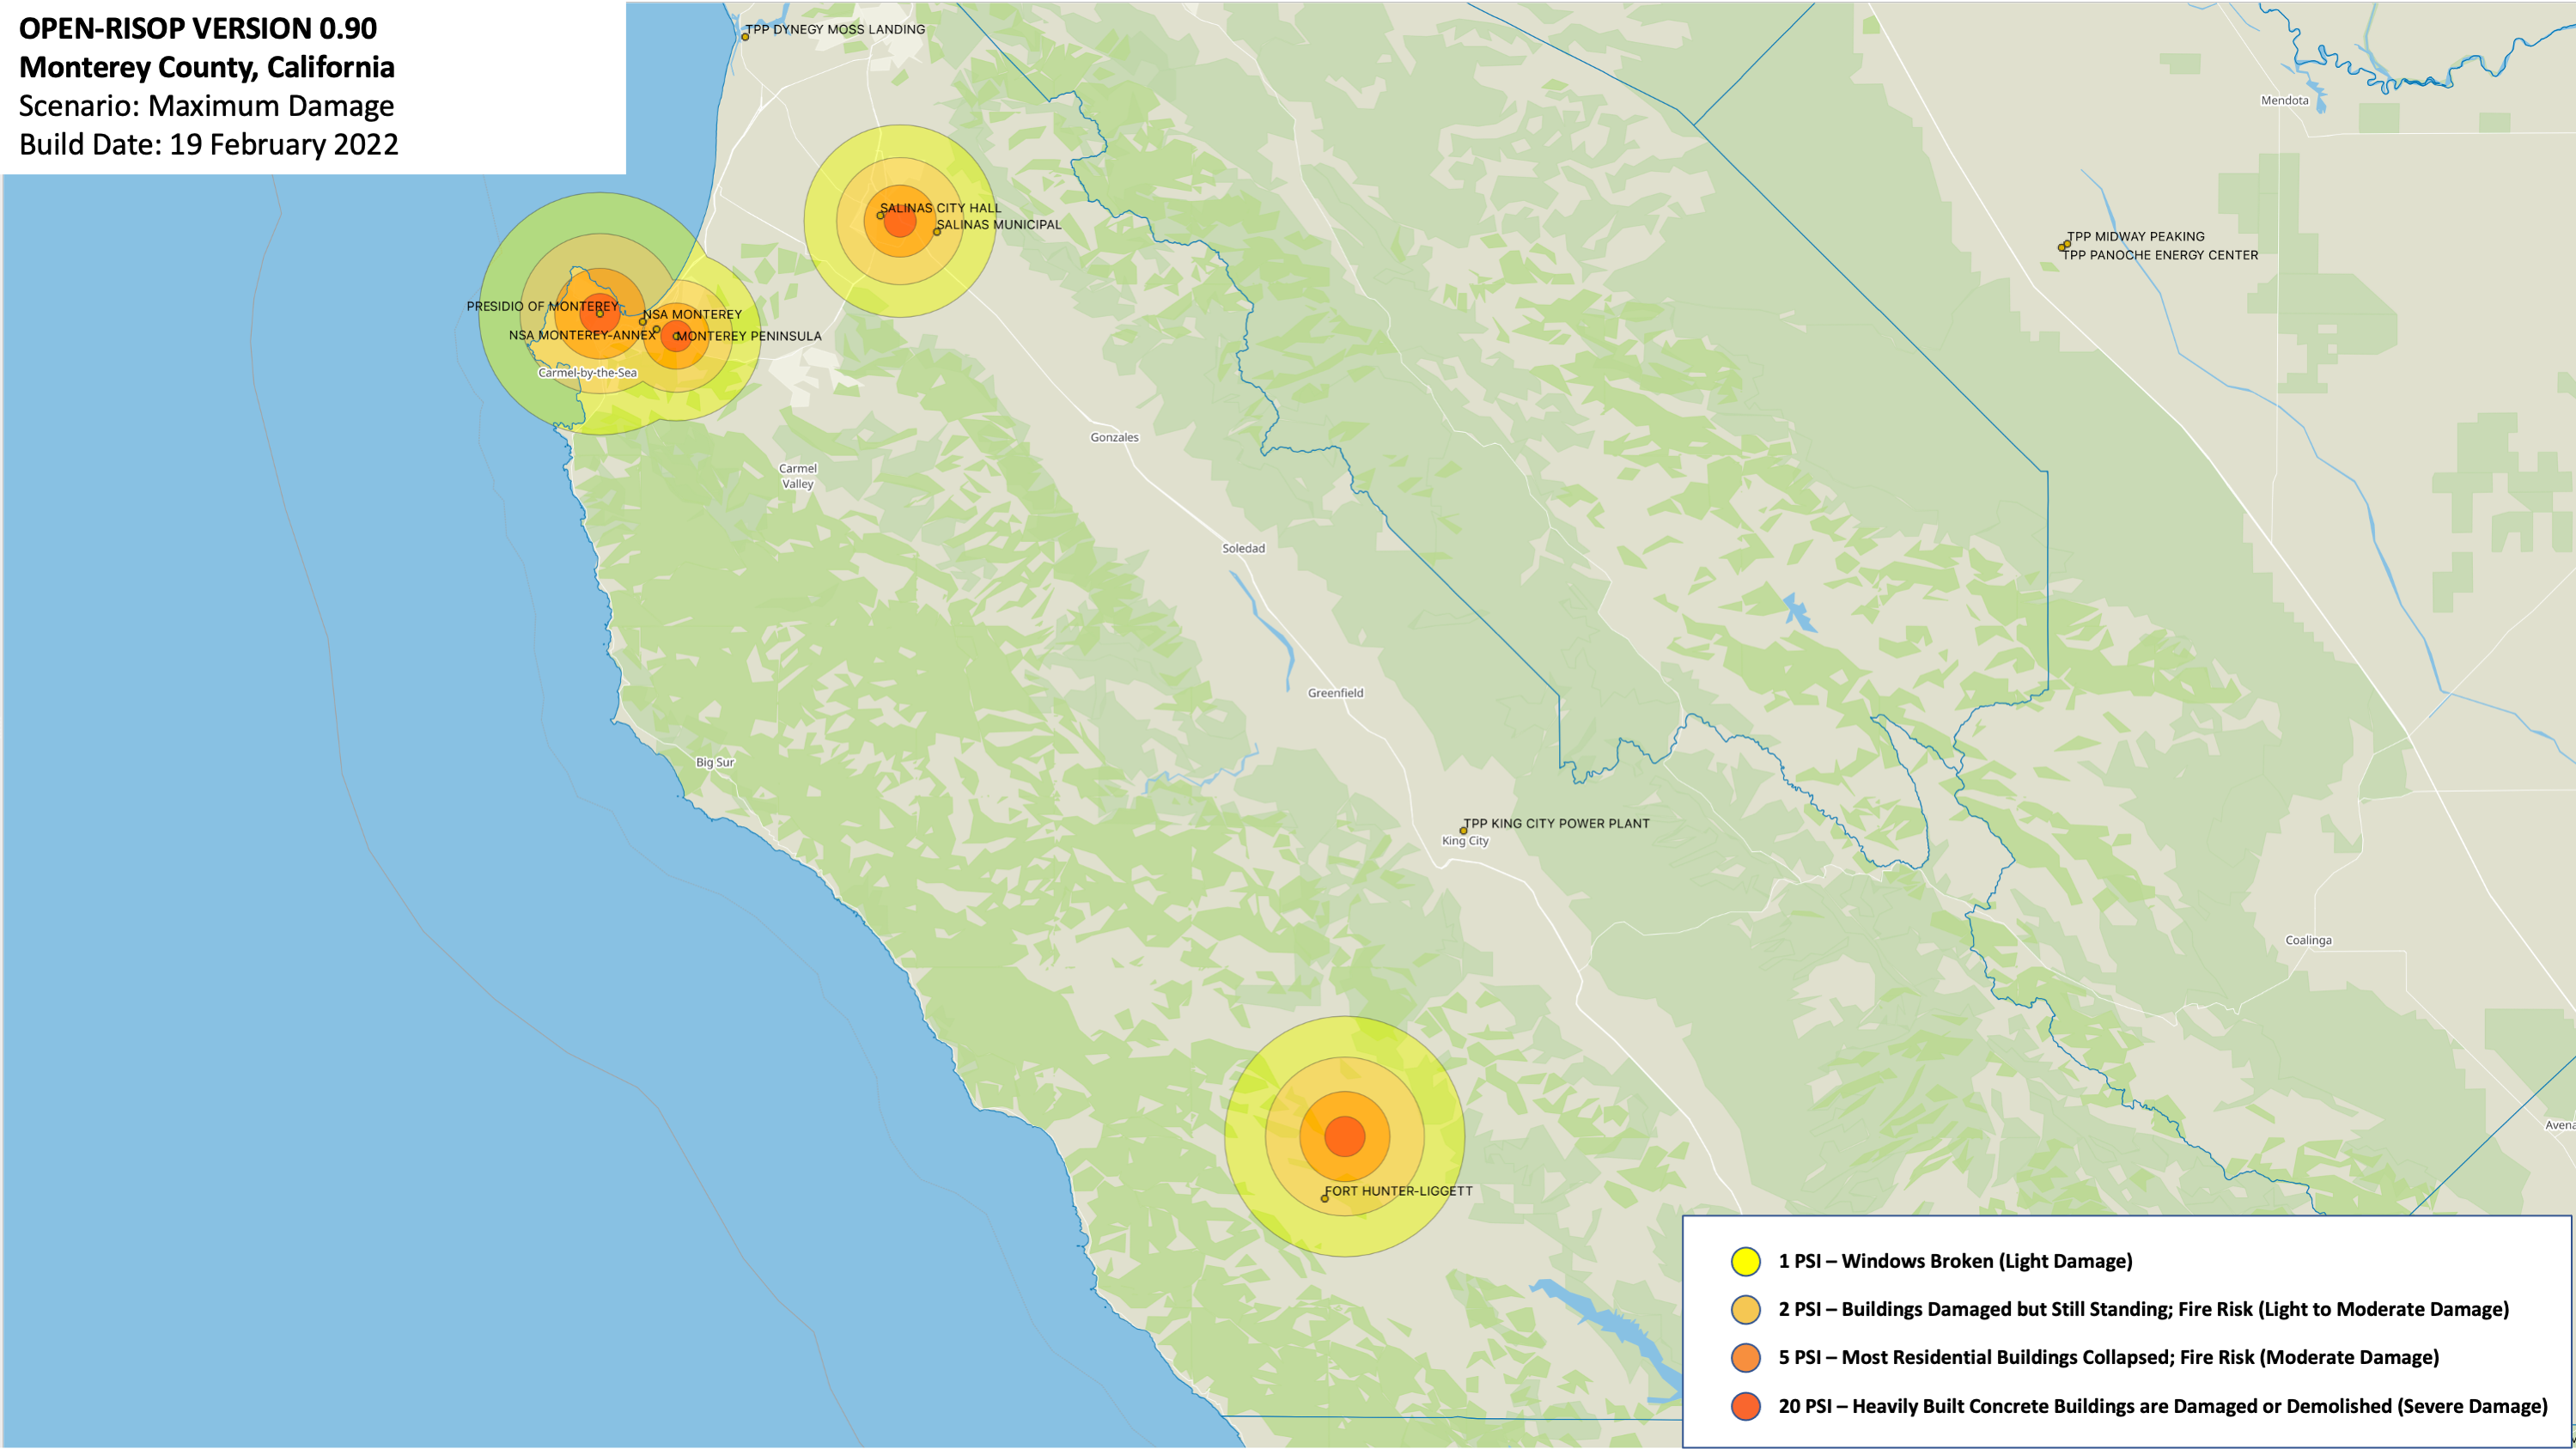 OPEN-RISOP VERSION 0.90
Monterey County, California
Scenario: Maximum Damage
Build Date: 19 February 2022
TPP DYNEGY MOSS LANDING
Mendota
SALINAS CITY HALL
SALINAS MUNICIPAL
TPP MIDWAY PEAKING
TPP PANOCHE ENERGY CENTER
PRESIDIO OF MONTEREY
NSA MONTEREY
NSA MONTEREY-ANNEX
MONTEREY PENINSULA
Carmel-by-the-Sea
Gonzales
Carmel
Valley
Soledad
Greenfield
Big Sur
TPP KING CITY POWER PLANT
King City
Coalinga
Avena
FORT HUNTER-LIGGETT
1 PSI – Windows Broken (Light Damage)
2 PSI – Buildings Damaged but Still Standing; Fire Risk (Light to Moderate Damage)
5 PSI – Most Residential Buildings Collapsed; Fire Risk (Moderate Damage)
20 PSI – Heavily Built Concrete Buildings are Damaged or Demolished (Severe Damage)